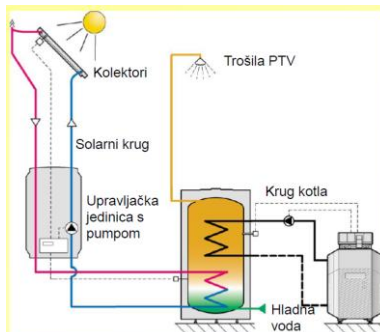 Kolektori
Trošila PTV
Solarni krug
Krug kotla
Upravljačka
jedinica s
pumpom
Hladna
voda